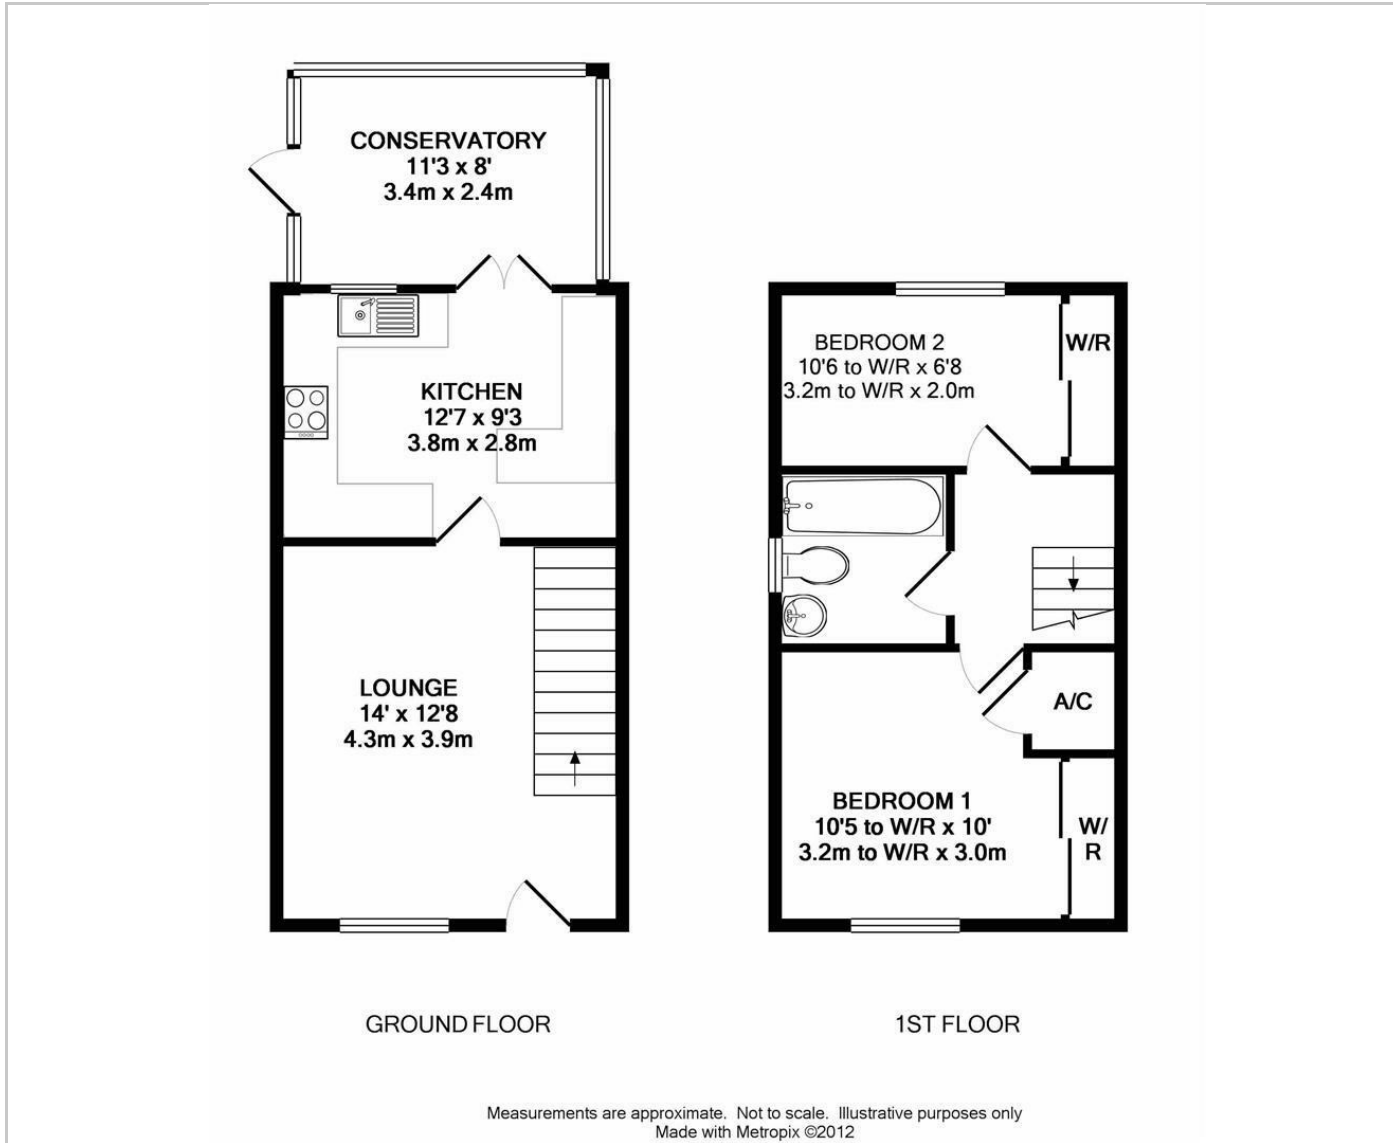 CONSERVATORY
11'3 x 8'
3.4m x 2.4m
KITCHEN
12'7 x 9'3
3.8m x 2.8m
LOUNGE
14' x 12'8
4.3m x 3.9m
GROUND FLOOR
BEDROOM 2
10'6 to W/R x 6'8
3.2m to W/R x 2.0m
W/R
A/C
BEDROOM 1
10'5 to W/R x 10'
3.2m to W/R x 3.0m
W/
R
1ST FLOOR
Measurements are approximate. Not to scale. Illustrative purposes only
Made with Metropix ©2012